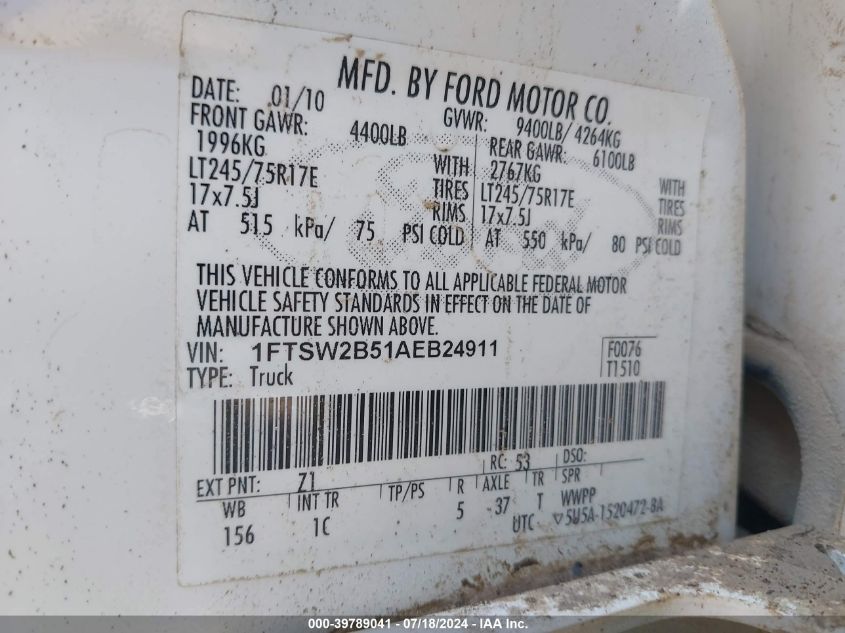 MFD. BY FORD MOTOR CO.
DATE: 01/10 GVWR: 9400LB/ 4264KG
FRONT GAWR: 4400LB REAR GAWR: 6100LB
1996KG WITH 2767KG WITH
LT245/75R17E TIRES LT245/75R17E TIRES
17x7.5J RIMS 17x7.5J RIMS
AT 515 kPa/ 75 PSI COLD AT 550 kPa/ 80 PSI COLD
THIS VEHICLE CONFORMS TO ALL APPLICABLE FEDERAL MOTOR
VEHICLE SAFETY STANDARDS IN EFFECT ON THE DATE OF
MANUFACTURE SHOWN ABOVE.
VIN: 1FTSW2B51AEB24911 F0076
TYPE: Truck T1510
EXT PNT: Z1 RC: 53 DSO:
WB INT TR TP/PS R AXLE TR SPR
156 1C 5 37 T WWPP
UTC ▽5U5A-1520472-BA
000-39789041 - 07/18/2024 - IAA Inc.